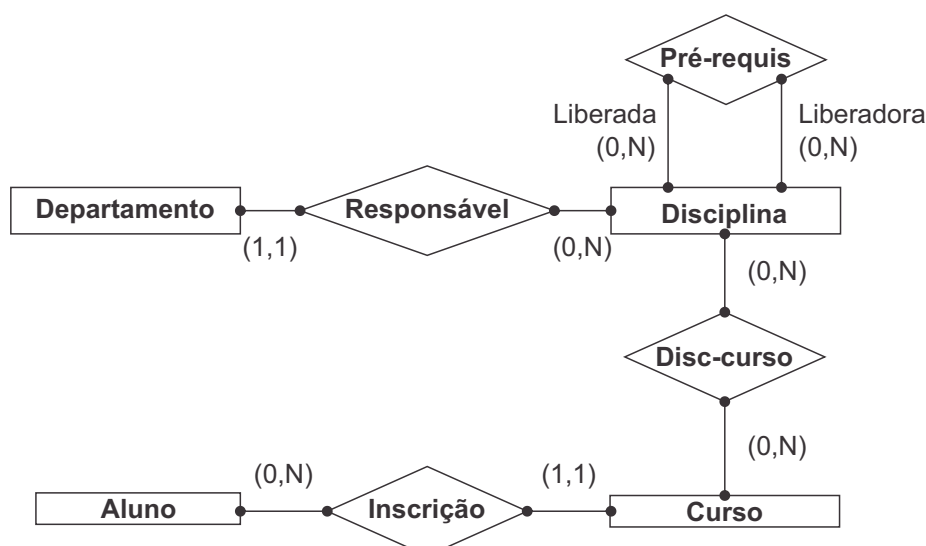 Pré-requis
Liberada
(0,N)
Liberadora
(0,N)
Departamento
Responsável
Disciplina
(1,1)
(0,N)
(0,N)
Disc-curso
(0,N)
(0,N)
(1,1)
Aluno
Inscrição
Curso